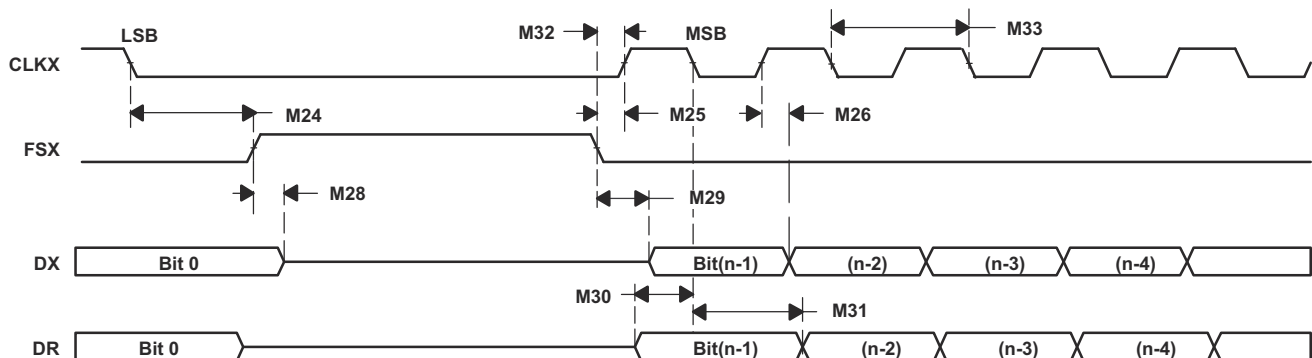 LSB M32 MSB M33
CLKX
M24 M25 M26
FSX
M28 M29
DX Bit 0 Bit(n-1) (n-2) (n-3) (n-4)
M30 M31
DR Bit 0 Bit(n-1) (n-2) (n-3) (n-4)